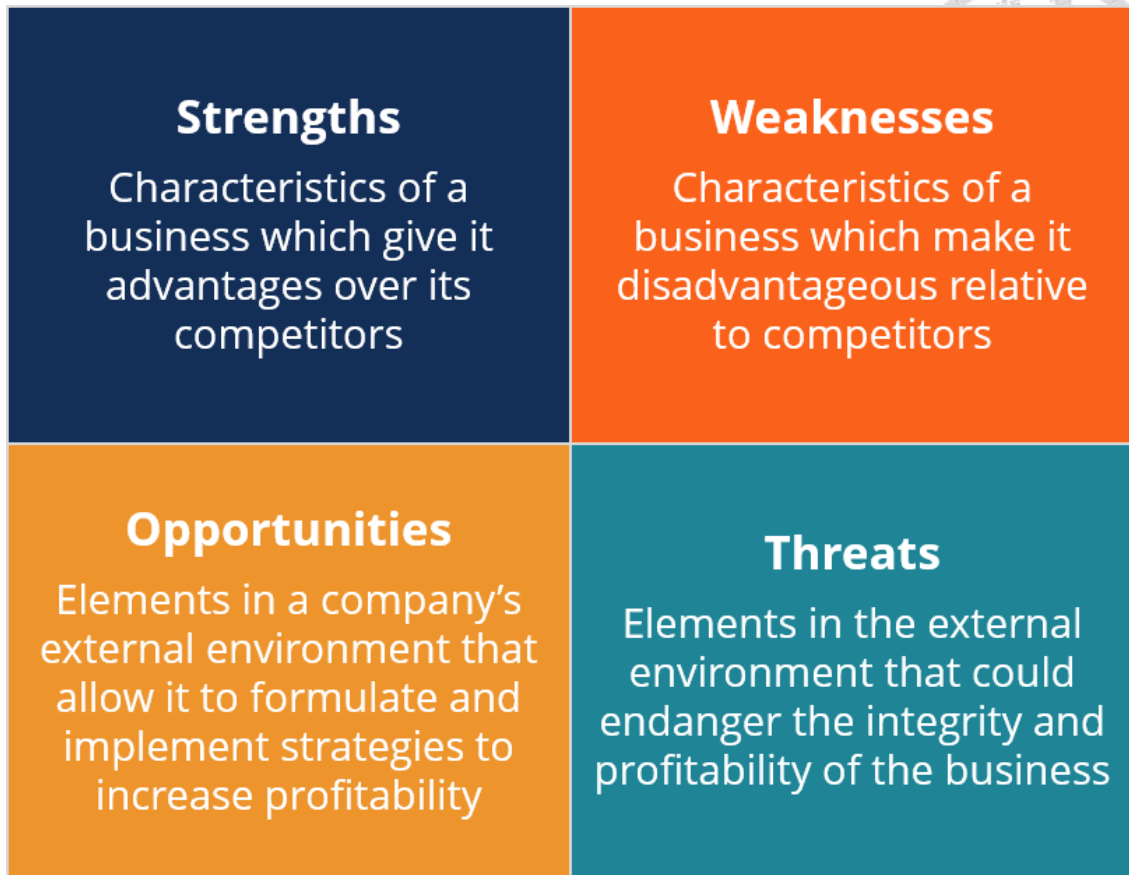 Strengths
Characteristics of a
business which give it
advantages over its
competitors
Weaknesses
Characteristics of a
business which make it
disadvantageous relative
to competitors
Opportunities
Elements in a company’s
external environment that
allow it to formulate and
implement strategies to
increase profitability
Threats
Elements in the external
environment that could
endanger the integrity and
profitability of the business